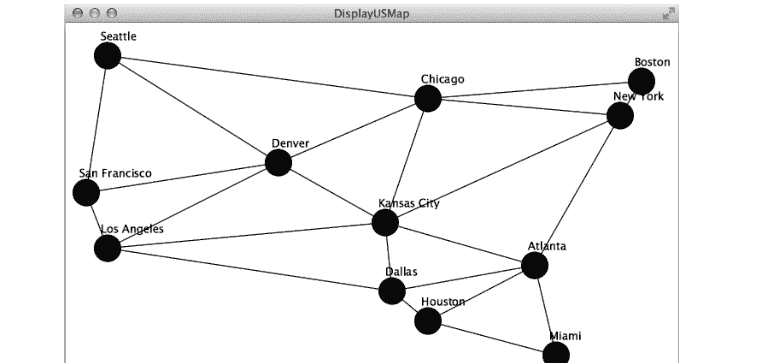 DisplayUSMap
Seattle
Chicago
Boston
New York
Denver
San Francisco
Kansas City
Los Angeles
Atlanta
Dallas
Houston
Miami